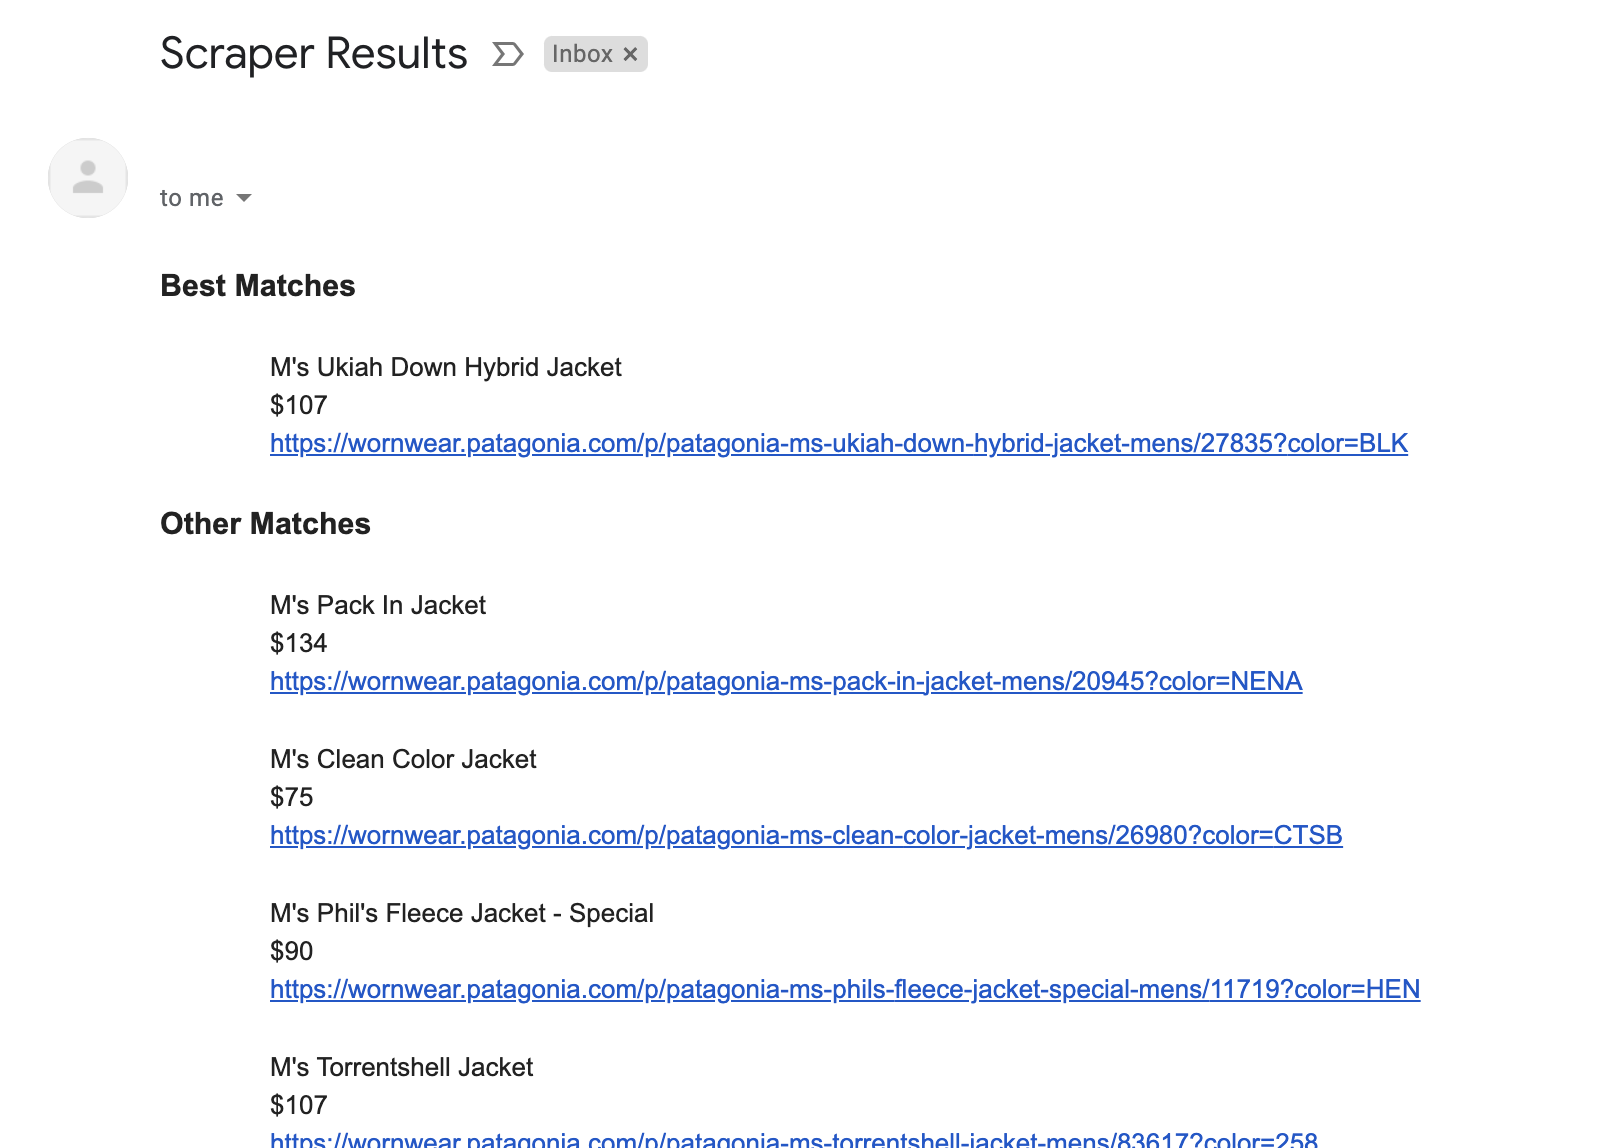 Scraper Results
Inbox ×
to me
Best Matches
M's Ukiah Down Hybrid Jacket
$107
https://wornwear.patagonia.com/p/patagonia-ms-ukiah-down-hybrid-jacket-mens/27835?color=BLK
Other Matches
M's Pack In Jacket
$134
https://wornwear.patagonia.com/p/patagonia-ms-pack-in-jacket-mens/20945?color=NENA
M's Clean Color Jacket
$75
https://wornwear.patagonia.com/p/patagonia-ms-clean-color-jacket-mens/26980?color=CTSB
M's Phil's Fleece Jacket - Special
$90
https://wornwear.patagonia.com/p/patagonia-ms-phils-fleece-jacket-special-mens/11719?color=HEN
M's Torrentshell Jacket
$107
https://wornwear.patagonia.com/p/patagonia-ms-torrentshell-jacket-mens/83617?color=258